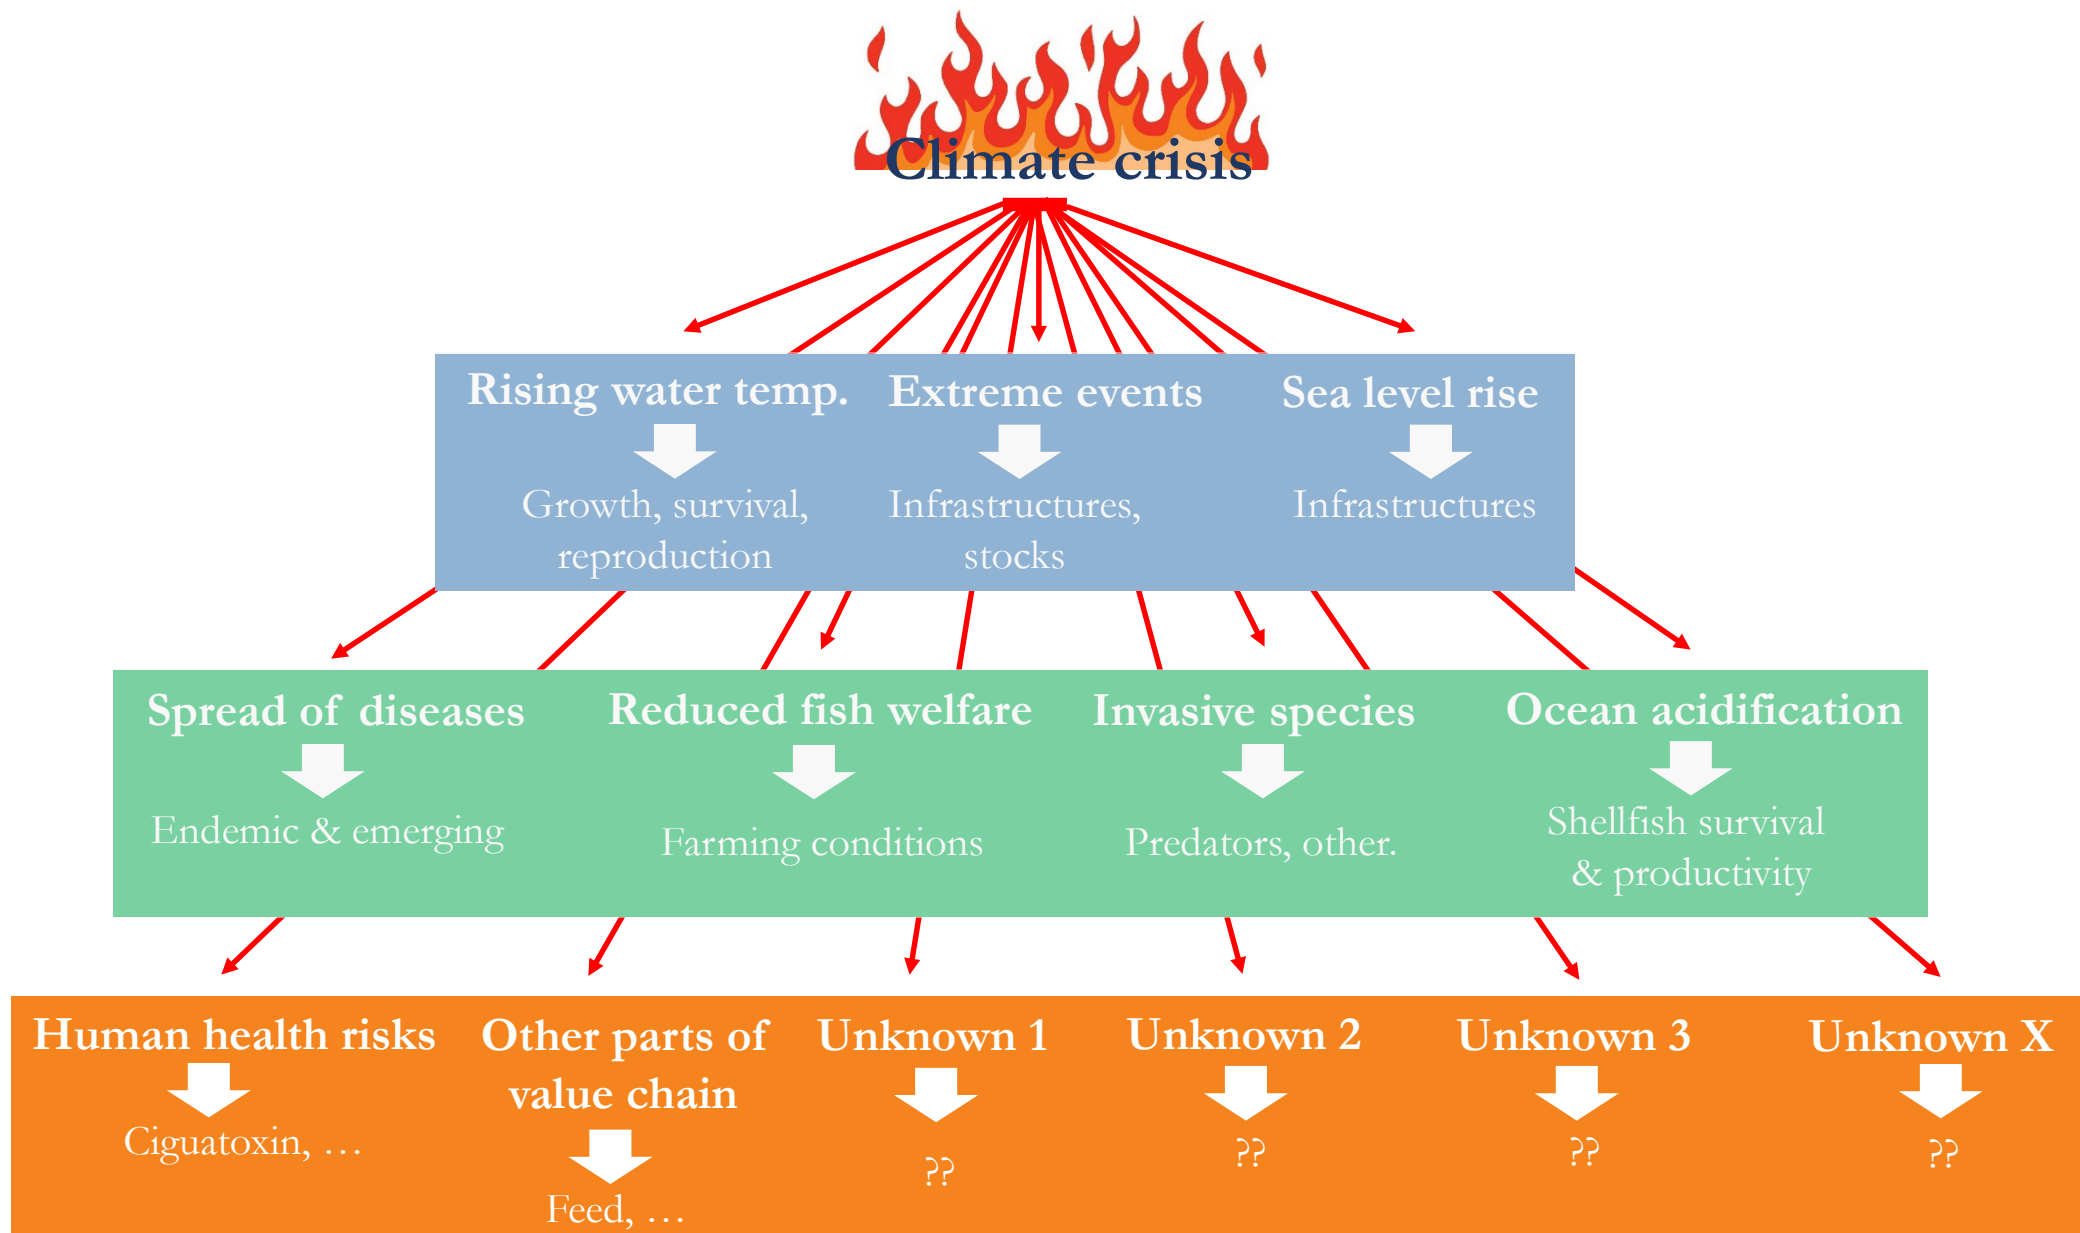 Climate crisis
Rising water temp.
Extreme events
Sea level rise
Growth, survival,
reproduction
Infrastructures,
stocks
Infrastructures
Spread of diseases
Reduced fish welfare
Invasive species
Ocean acidification
Endemic & emerging
Farming conditions
Predators, other.
Shellfish survival
& productivity
Human health risks
Other parts of
value chain
Unknown 1
Unknown 2
Unknown 3
Unknown X
Ciguatoxin, …
Feed, …
??
??
??
??